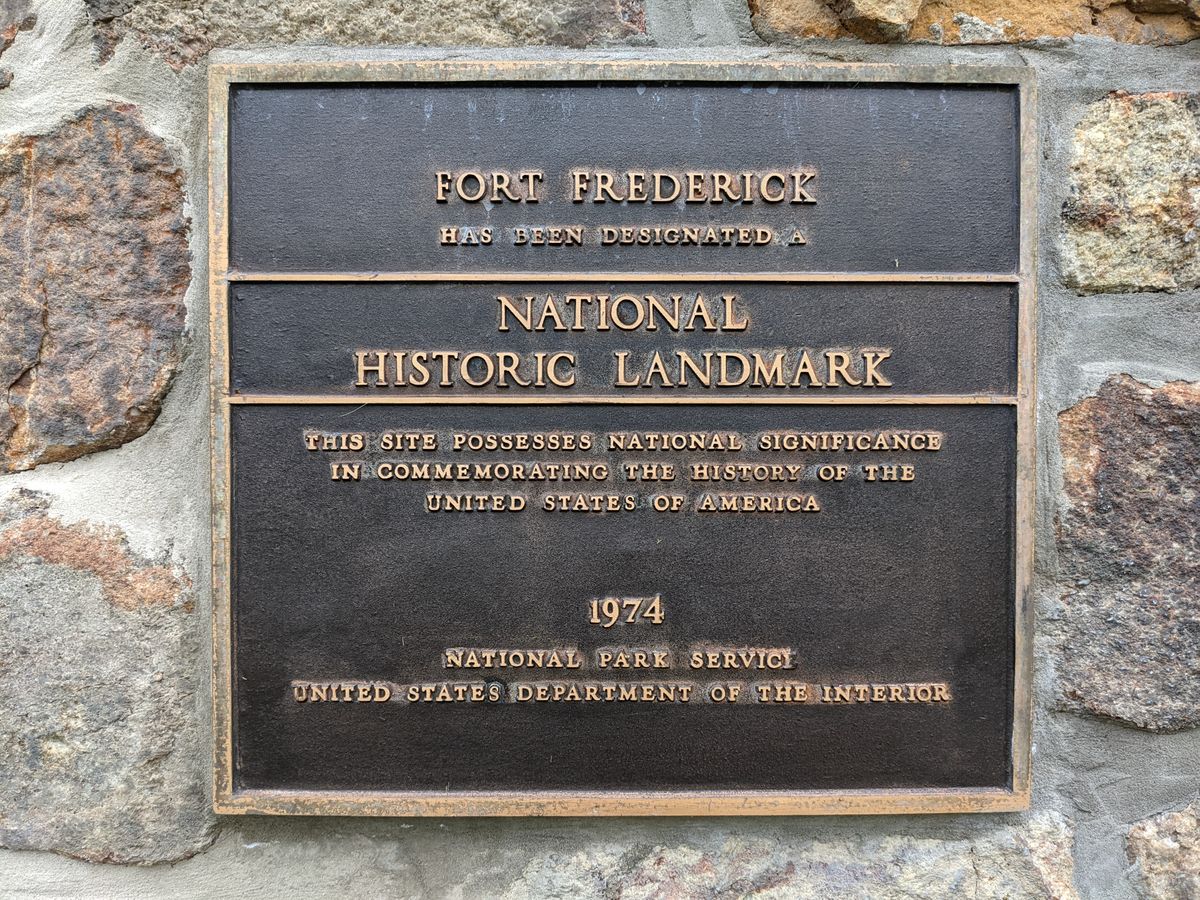 FORT FREDERICK
HAS BEEN DESIGNATED A
NATIONAL
HISTORIC LANDMARK
THIS SITE POSSESSES NATIONAL SIGNIFICANCE
IN COMMEMORATING THE HISTORY OF THE
UNITED STATES OF AMERICA
1974
NATIONAL PARK SERVICE
UNITED STATES DEPARTMENT OF THE INTERIOR